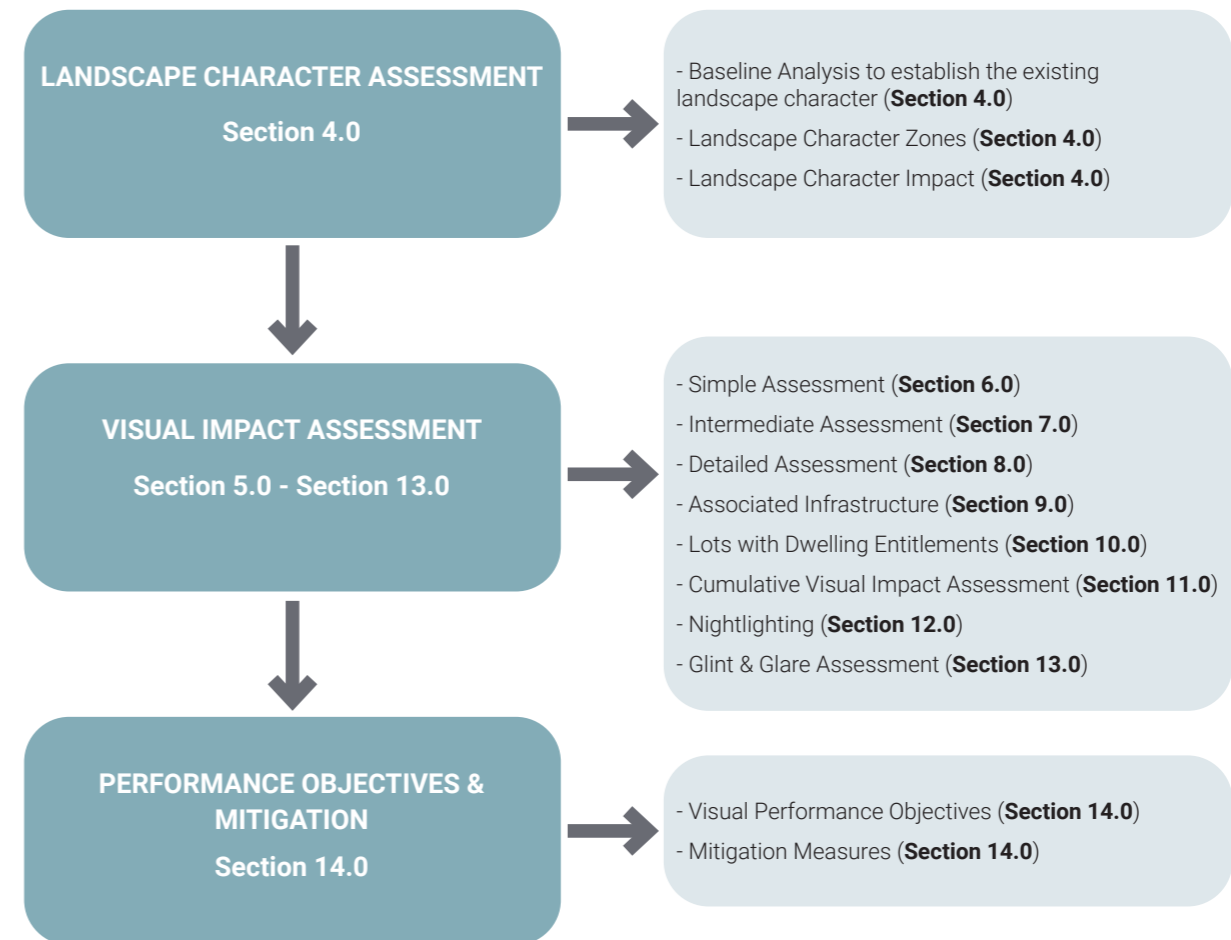 LANDSCAPE CHARACTER ASSESSMENT
Section 4.0
- Baseline Analysis to establish the existing
landscape character (Section 4.0)
- Landscape Character Zones (Section 4.0)
- Landscape Character Impact (Section 4.0)
VISUAL IMPACT ASSESSMENT
Section 5.0 - Section 13.0
- Simple Assessment (Section 6.0)
- Intermediate Assessment (Section 7.0)
- Detailed Assessment (Section 8.0)
- Associated Infrastructure (Section 9.0)
- Lots with Dwelling Entitlements (Section 10.0)
- Cumulative Visual Impact Assessment (Section 11.0)
- Nightlighting (Section 12.0)
- Glint & Glare Assessment (Section 13.0)
PERFORMANCE OBJECTIVES &
MITIGATION
Section 14.0
- Visual Performance Objectives (Section 14.0)
- Mitigation Measures (Section 14.0)